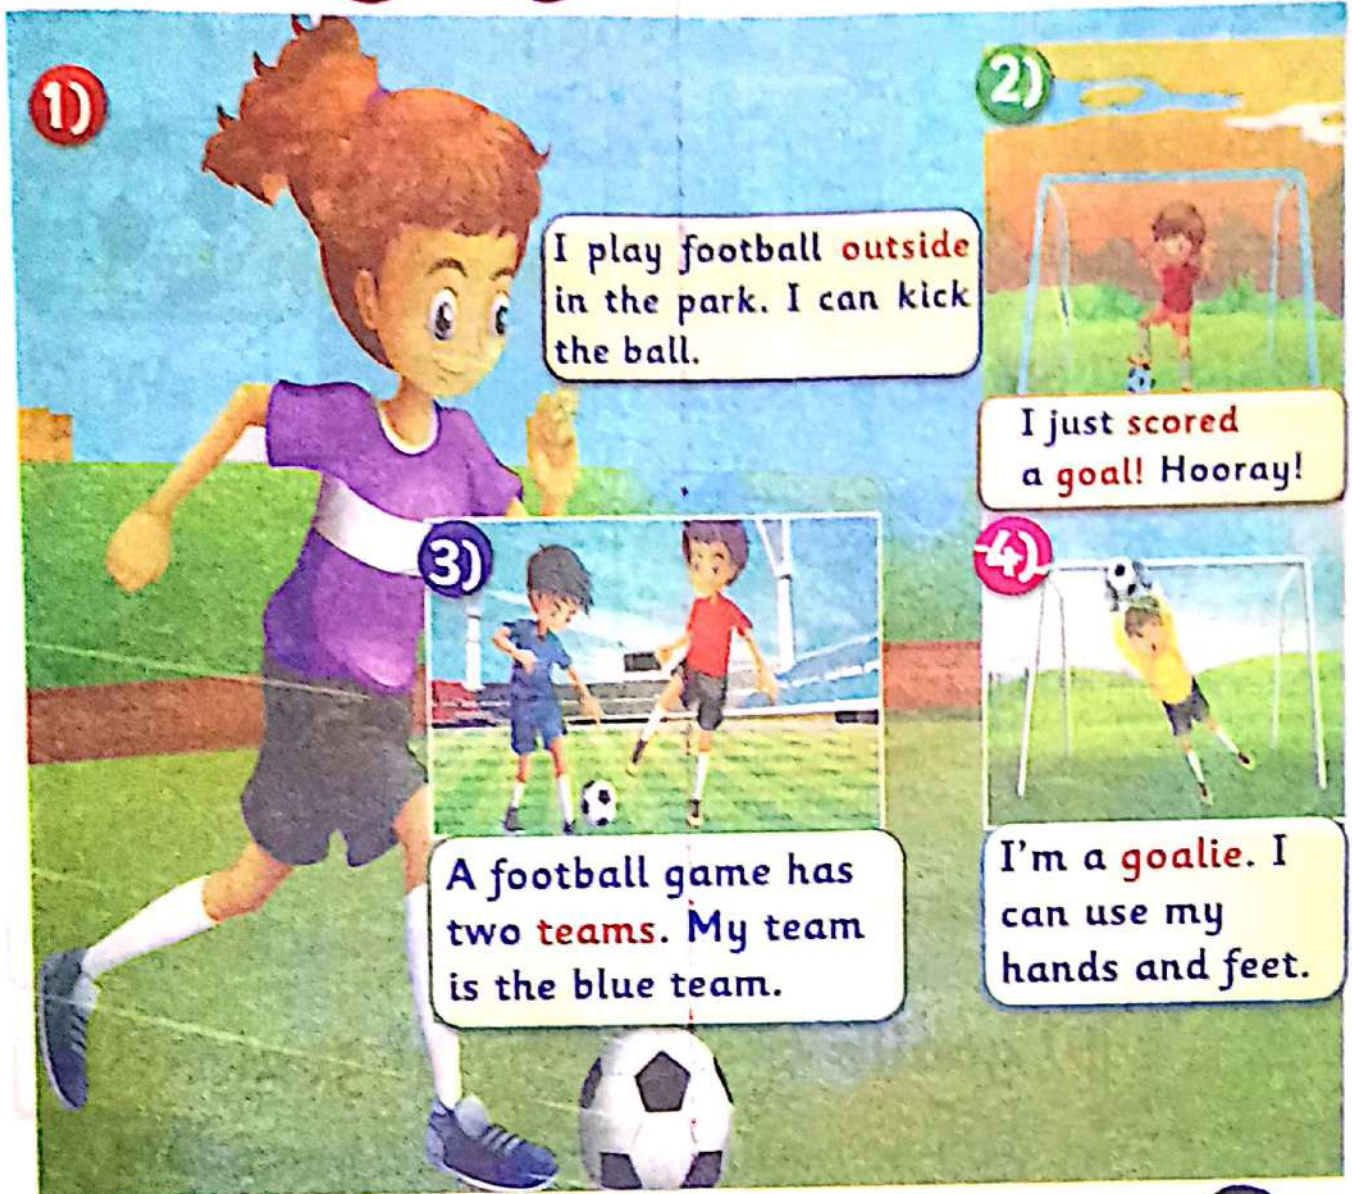 1)
I play football outside
in the park. I can kick
the ball.
2)
I just scored
a goal! Hooray!
3)
A football game has
two teams. My team
is the blue team.
4)
I'm a goalie. I
can use my
hands and feet.